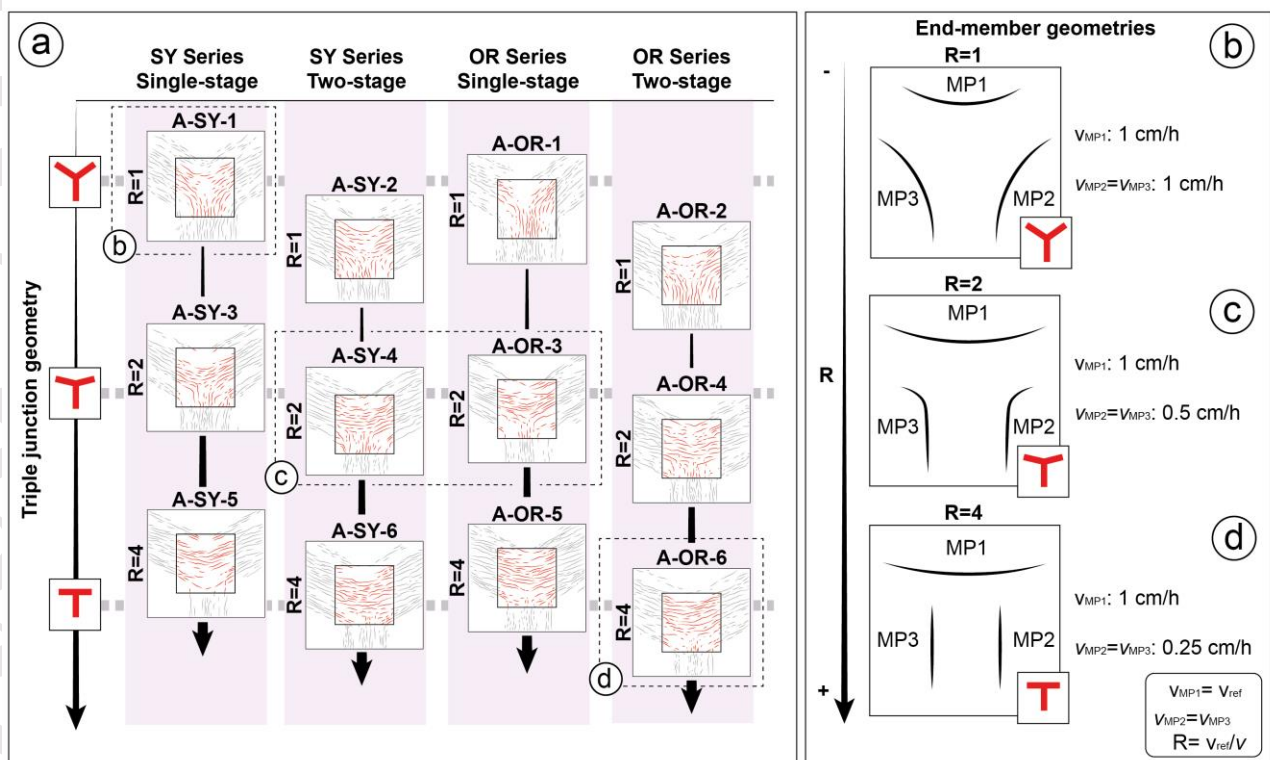 a
SY Series
Single-stage
SY Series
Two-stage
OR Series
Single-stage
OR Series
Two-stage
Triple junction geometry
A-SY-1
R=1
b
A-SY-2
R=1
A-OR-1
R=1
A-OR-2
R=1
A-SY-3
R=2
A-SY-4
R=2
c
A-OR-3
R=2
A-OR-4
R=2
A-SY-5
R=4
A-SY-6
R=4
A-OR-5
R=4
A-OR-6
R=4
d
End-member geometries
b
-
R
+
R=1
MP1
MP3
MP2
vMP1: 1 cm/h
vMP2=vMP3: 1 cm/h
R=2
c
MP1
MP3
MP2
vMP1: 1 cm/h
vMP2=vMP3: 0.5 cm/h
R=4
d
MP1
MP3
MP2
vMP1: 1 cm/h
vMP2=vMP3: 0.25 cm/h
vMP1= vref
vMP2=vMP3
R= vref/v